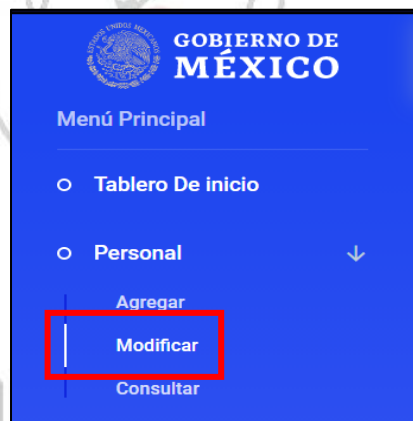 GOBIERNO DE
MÉXICO
Menú Principal
Tablero De inicio
Personal
Agregar
Modificar
Consultar